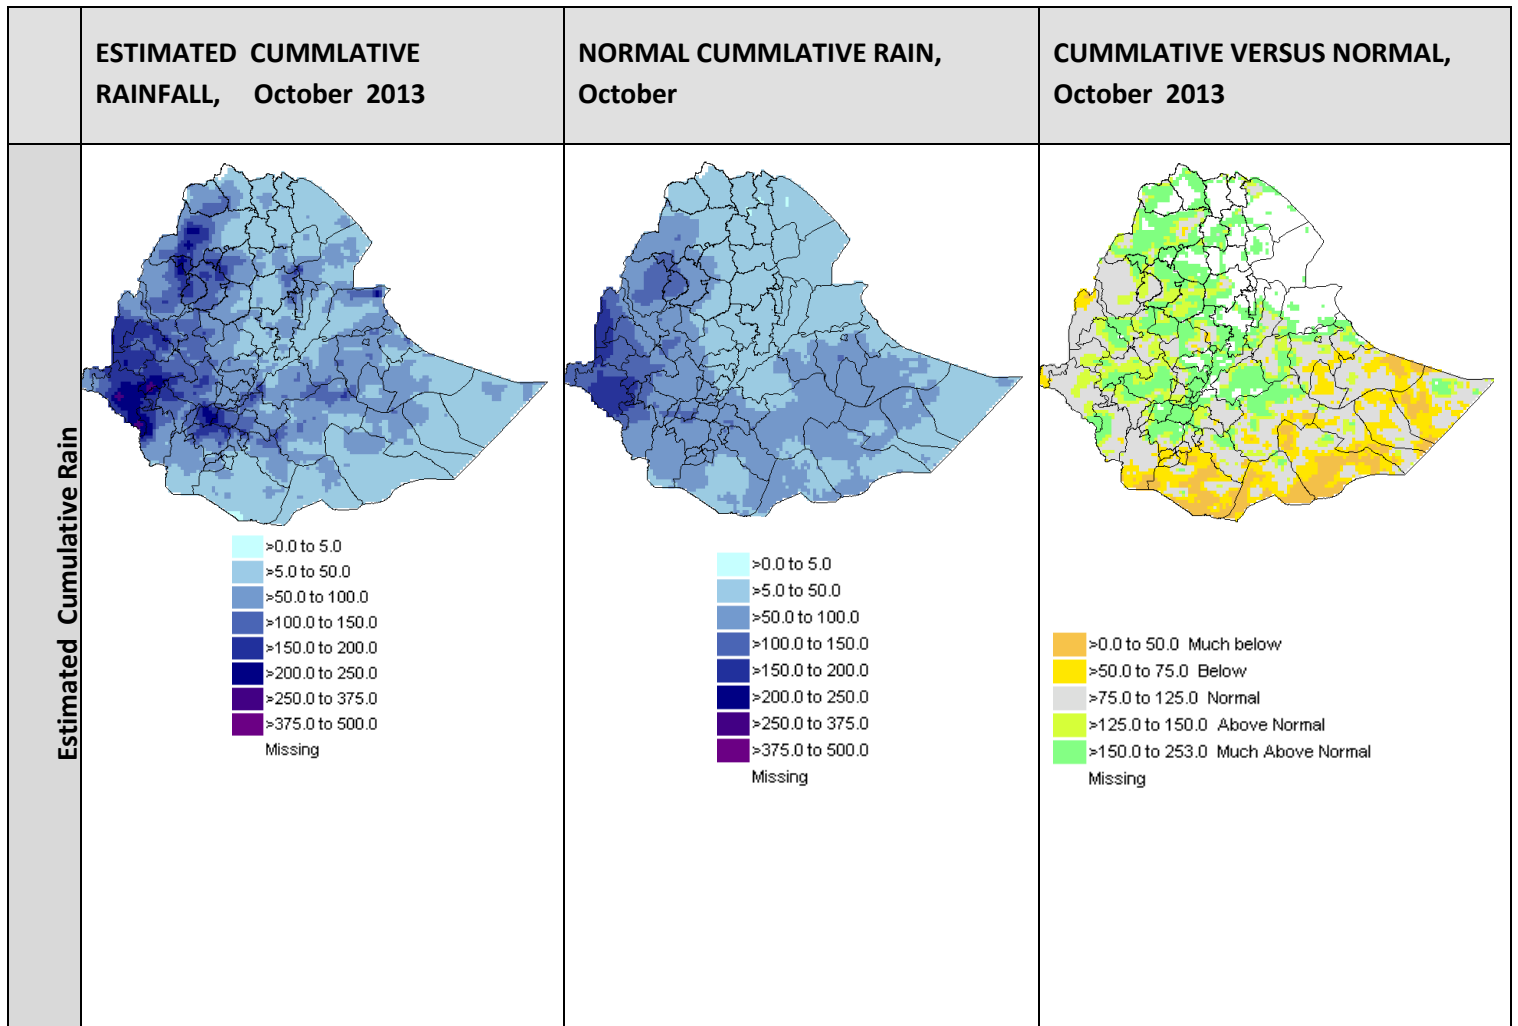 ESTIMATED CUMMLATIVE
RAINFALL, October 2013
NORMAL CUMMLATIVE RAIN,
October
CUMMLATIVE VERSUS NORMAL,
October 2013
Estimated Cumulative Rain
>0.0 to 5.0
>5.0 to 50.0
>50.0 to 100.0
>100.0 to 150.0
>150.0 to 200.0
>200.0 to 250.0
>250.0 to 375.0
>375.0 to 500.0
Missing
>0.0 to 5.0
>5.0 to 50.0
>50.0 to 100.0
>100.0 to 150.0
>150.0 to 200.0
>200.0 to 250.0
>250.0 to 375.0
>375.0 to 500.0
Missing
>0.0 to 50.0 Much below
>50.0 to 75.0 Below
>75.0 to 125.0 Normal
>125.0 to 150.0 Above Normal
>150.0 to 253.0 Much Above Normal
Missing